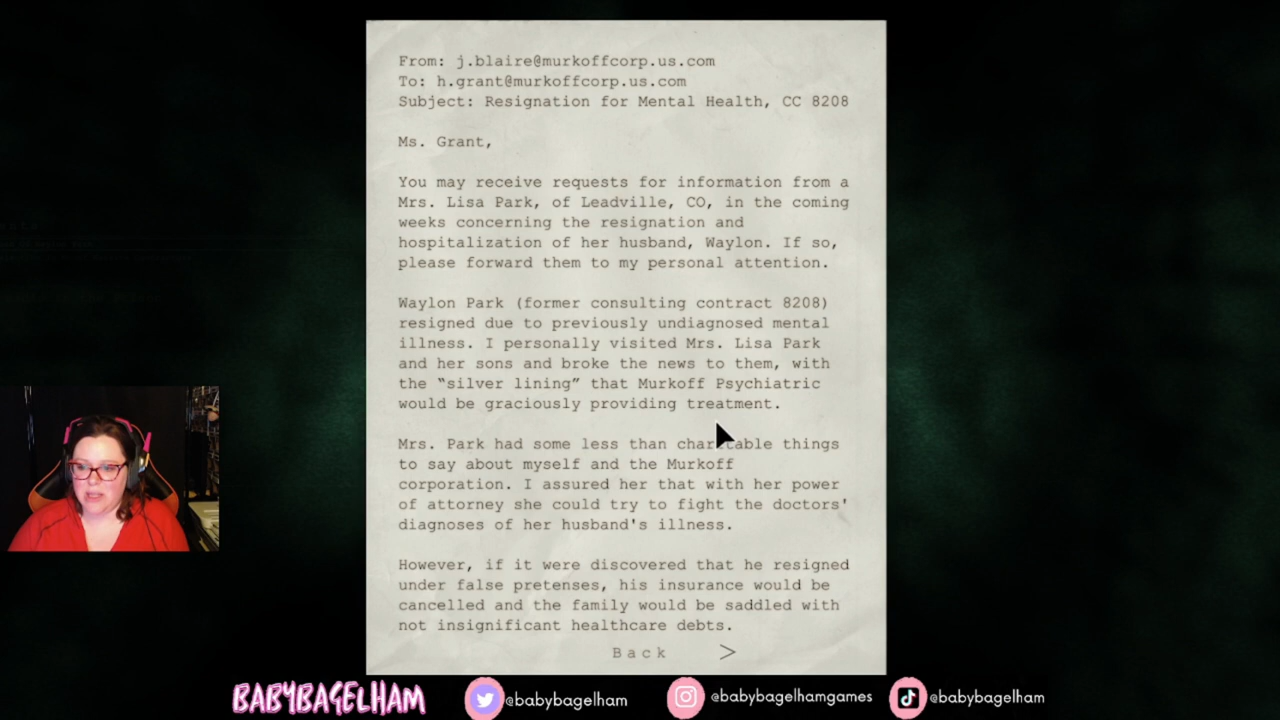 From: j.blaire@murkoffcorp.us.com
To: h.grant@murkoffcorp.us.com
Subject: Resignation for Mental Health, CC 8208
Ms. Grant,
You may receive requests for information from a
Mrs. Lisa Park, of Leadville, CO, in the coming
weeks concerning the resignation and
hospitalization of her husband, Waylon. If so,
please forward them to my personal attention.
Waylon Park (former consulting contract 8208)
resigned due to previously undiagnosed mental
illness. I personally visited Mrs. Lisa Park
and her sons and broke the news to them, with
the “silver lining” that Murkoff Psychiatric
would be graciously providing treatment.
Mrs. Park had some less than charitable things
to say about myself and the Murkoff
corporation. I assured her that with her power
of attorney she could try to fight the doctors'
diagnoses of her husband's illness.
However, if it were discovered that he resigned
under false pretenses, his insurance would be
cancelled and the family would be saddled with
not insignificant healthcare debts.
Back >
BABYBAGELHAM @babybagelham @babybagelhamgames @babybagelham